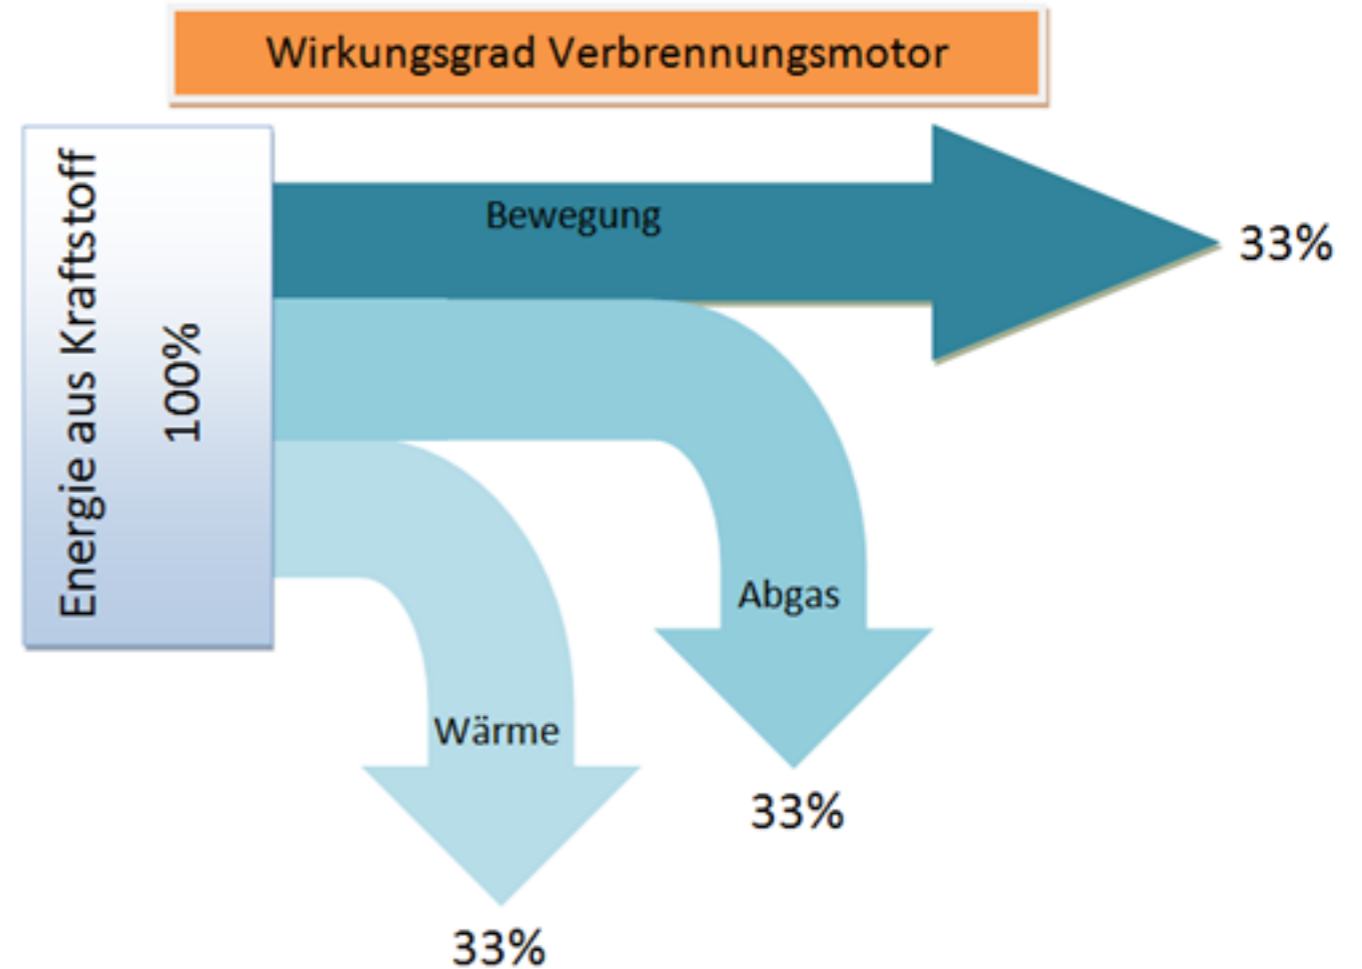 Wirkungsgrad Verbrennungsmotor
Energie aus Kraftstoff
100%
Bewegung
33%
Abgas
33%
Wärme
33%